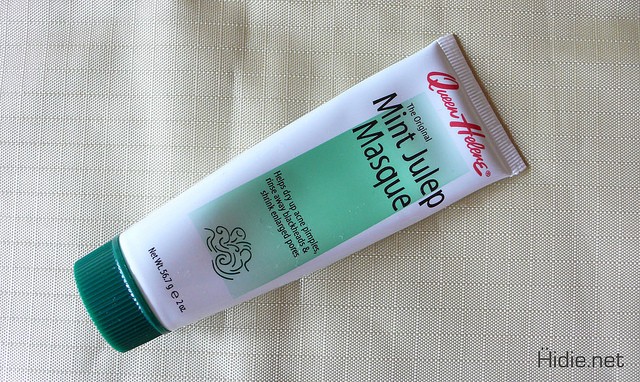 Queen Helene®
The Original
Mint Julep
Masque
Helps dry up acne pimples,
rinse away blackheads &
shrink enlarged pores
Net Wt. 56.7 g e 2 oz.
Hidie.net